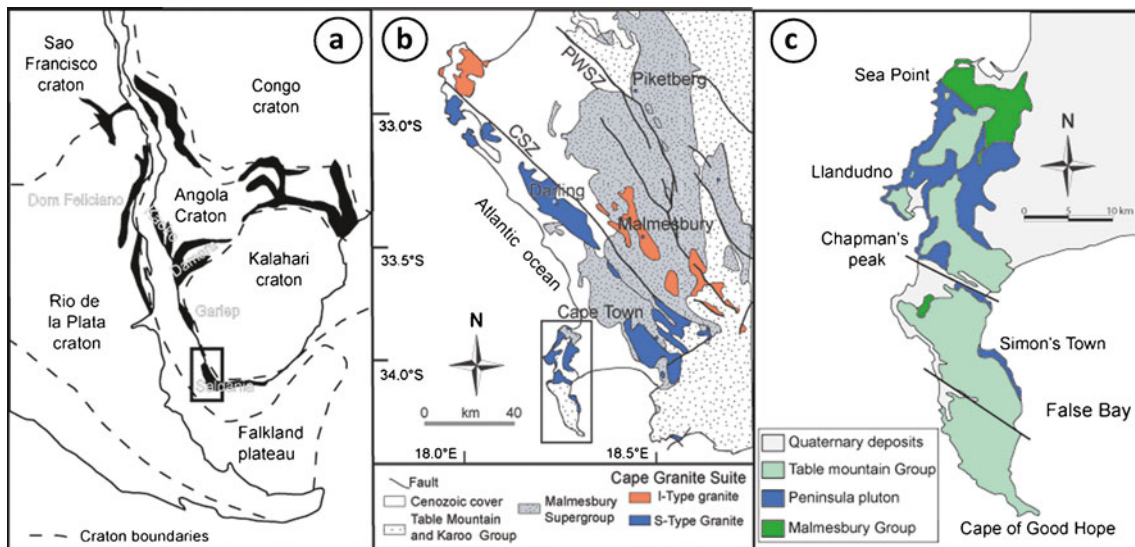 a
Sao
Francisco
craton
Congo
craton
Dom Feliciano
Angola
Craton
Kaoko
Damara
Kalahari
craton
Rio de
la Plata
craton
Gariep
Saldania
Falkland
plateau
Craton boundaries
b
PWSZ
Piketberg
33.0°S
CSZ
Darling
Malmesbury
Atlantic ocean
33.5°S
Cape Town
N
34.0°S
0 40
km
18.0°E
18.5°E
Fault
Cenozoic cover
Table Mountain
and Karoo Group
Malmesbury
Supergroup
Cape Granite Suite
I-Type granite
S-Type Granite
c
Sea Point
N
Llandudno
0 5 10 km
Chapman's
peak
Simon's Town
False Bay
Quaternary deposits
Table mountain Group
Peninsula pluton
Malmesbury Group
Cape of Good Hope